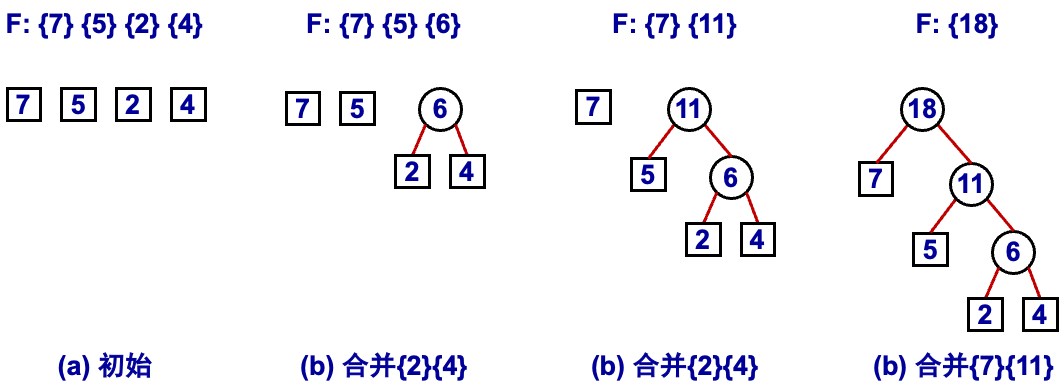 F: {7} {5} {2} {4}
F: {7} {5} {6}
F: {7} {11}
F: {18}
7 5 2 4
7 5 6
2 4
7 11
5 6
2 4
18
7 11
5 6
2 4
(a) 初始
(b) 合并{2}{4}
(b) 合并{2}{4}
(b) 合并{7}{11}